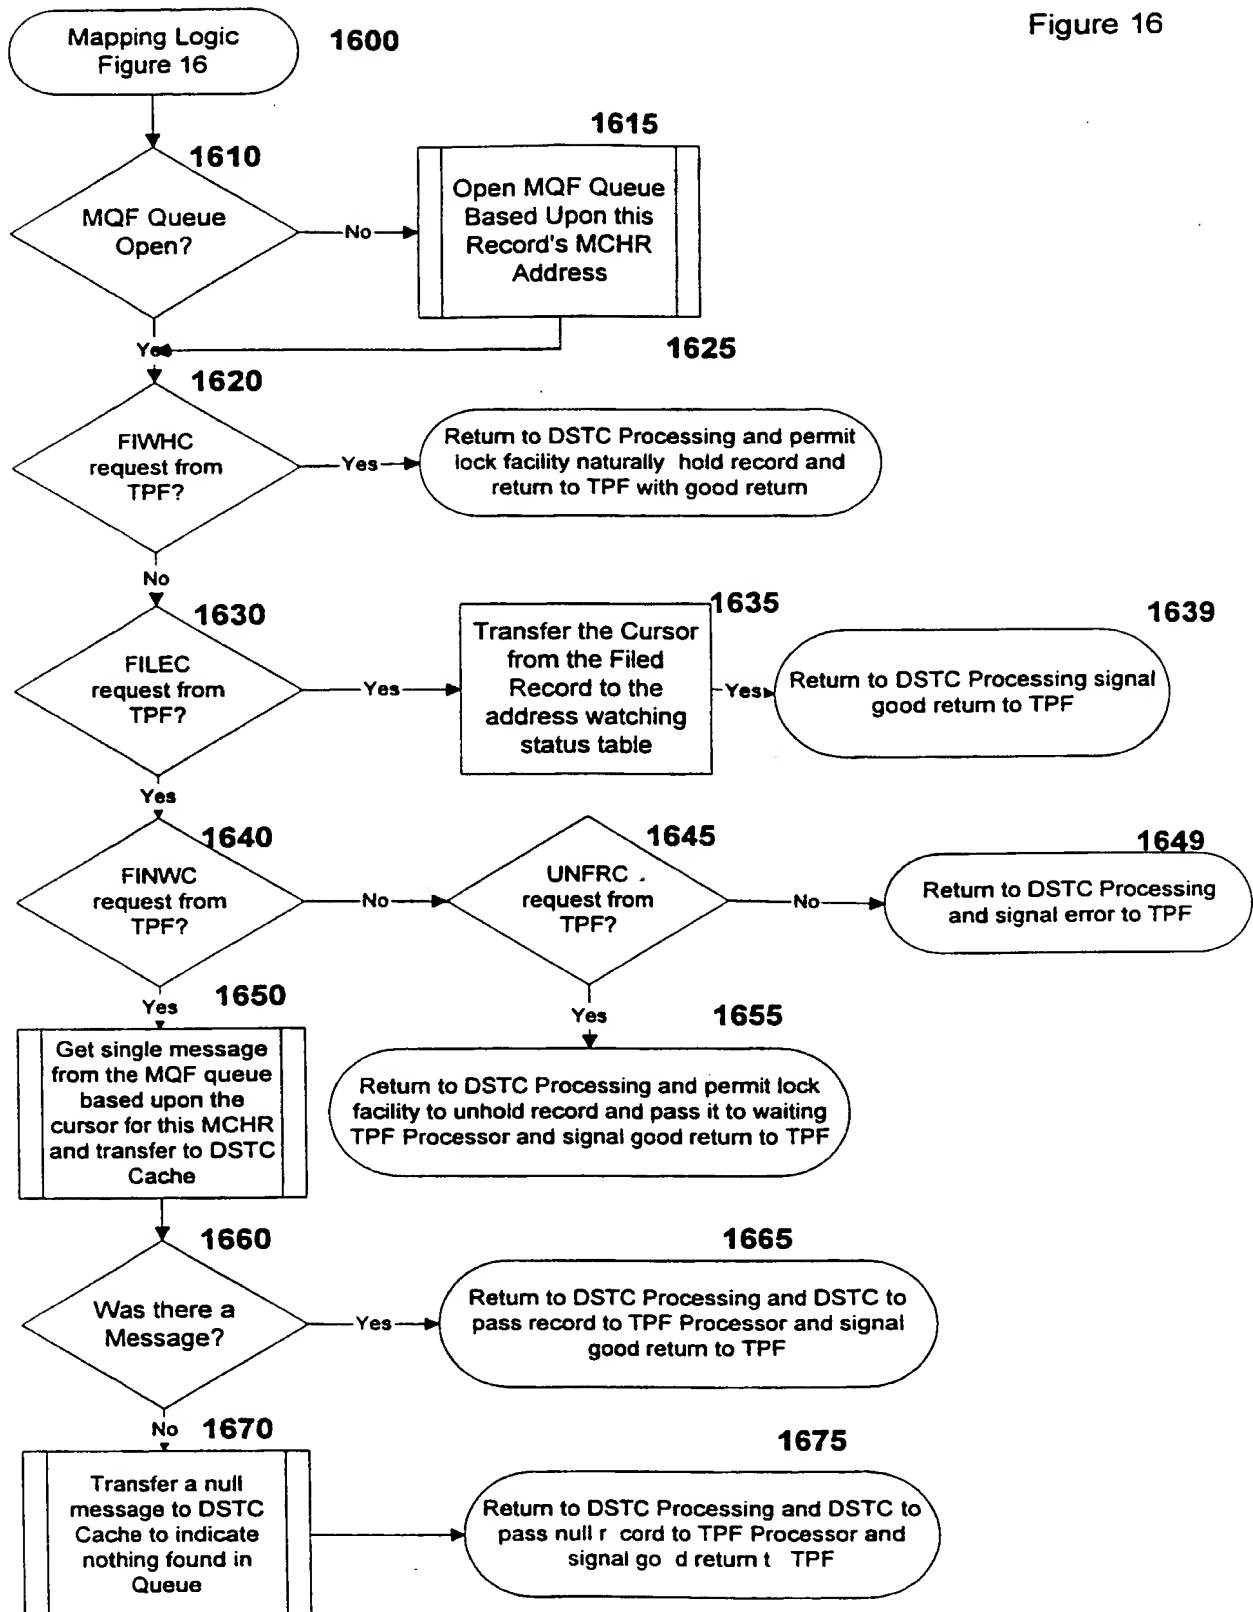 Figure 16
Mapping Logic
Figure 16
1600
1610
MQF Queue
Open?
No
1615
Open MQF Queue
Based Upon this
Record's MCHR
Address
Yes
1625
1620
FIWHC
request from
TPF?
Yes
Return to DSTC Processing and permit
lock facility naturally hold record and
return to TPF with good return
No
1630
FILEC
request from
TPF?
Yes
1635
Transfer the Cursor
from the Filed
Record to the
address watching
status table
Yes
1639
Return to DSTC Processing signal
good return to TPF
Yes
1640
FINWC
request from
TPF?
No
1645
UNFRC
request from
TPF?
No
1649
Return to DSTC Processing
and signal error to TPF
Yes
1650
Get single message
from the MQF queue
based upon the
cursor for this MCHR
and transfer to DSTC
Cache
Yes
1655
Return to DSTC Processing and permit lock
facility to unhold record and pass it to waiting
TPF Processor and signal good return to TPF
1660
Was there a
Message?
Yes
1665
Return to DSTC Processing and DSTC to
pass record to TPF Processor and signal
good return to TPF
No
1670
Transfer a null
message to DSTC
Cache to indicate
nothing found in
Queue
1675
Return to DSTC Processing and DSTC to
pass null r cord to TPF Processor and
signal go d return t TPF